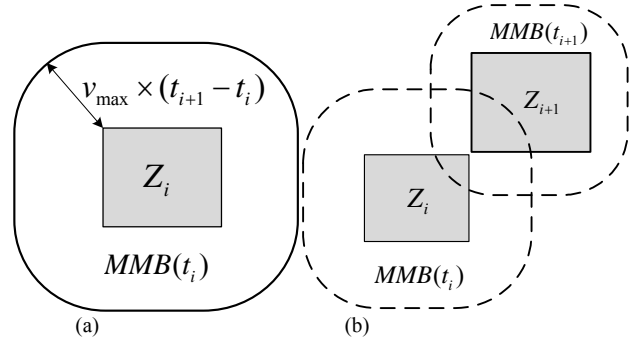 v_max × (t_{i+1} − t_i)
Z_i
MMB(t_i)
(a)
MMB(t_{i+1})
Z_{i+1}
Z_i
MMB(t_i)
(b)